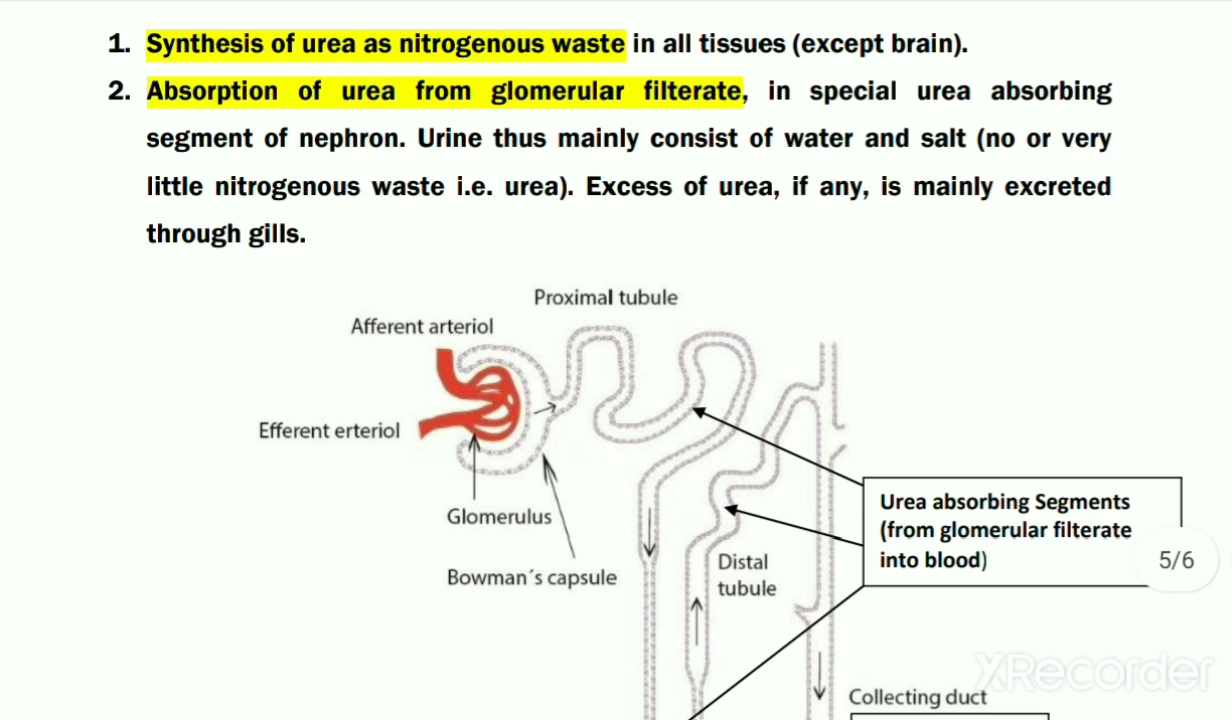 1. Synthesis of urea as nitrogenous waste in all tissues (except brain).
2. Absorption of urea from glomerular filterate, in special urea absorbing
segment of nephron. Urine thus mainly consist of water and salt (no or very
little nitrogenous waste i.e. urea). Excess of urea, if any, is mainly excreted
through gills.
Proximal tubule
Afferent arteriol
Efferent erteriol
Glomerulus
Bowman´s capsule
Urea absorbing Segments
(from glomerular filterate
into blood)
5/6
Distal
tubule
Collecting duct
XRecorder